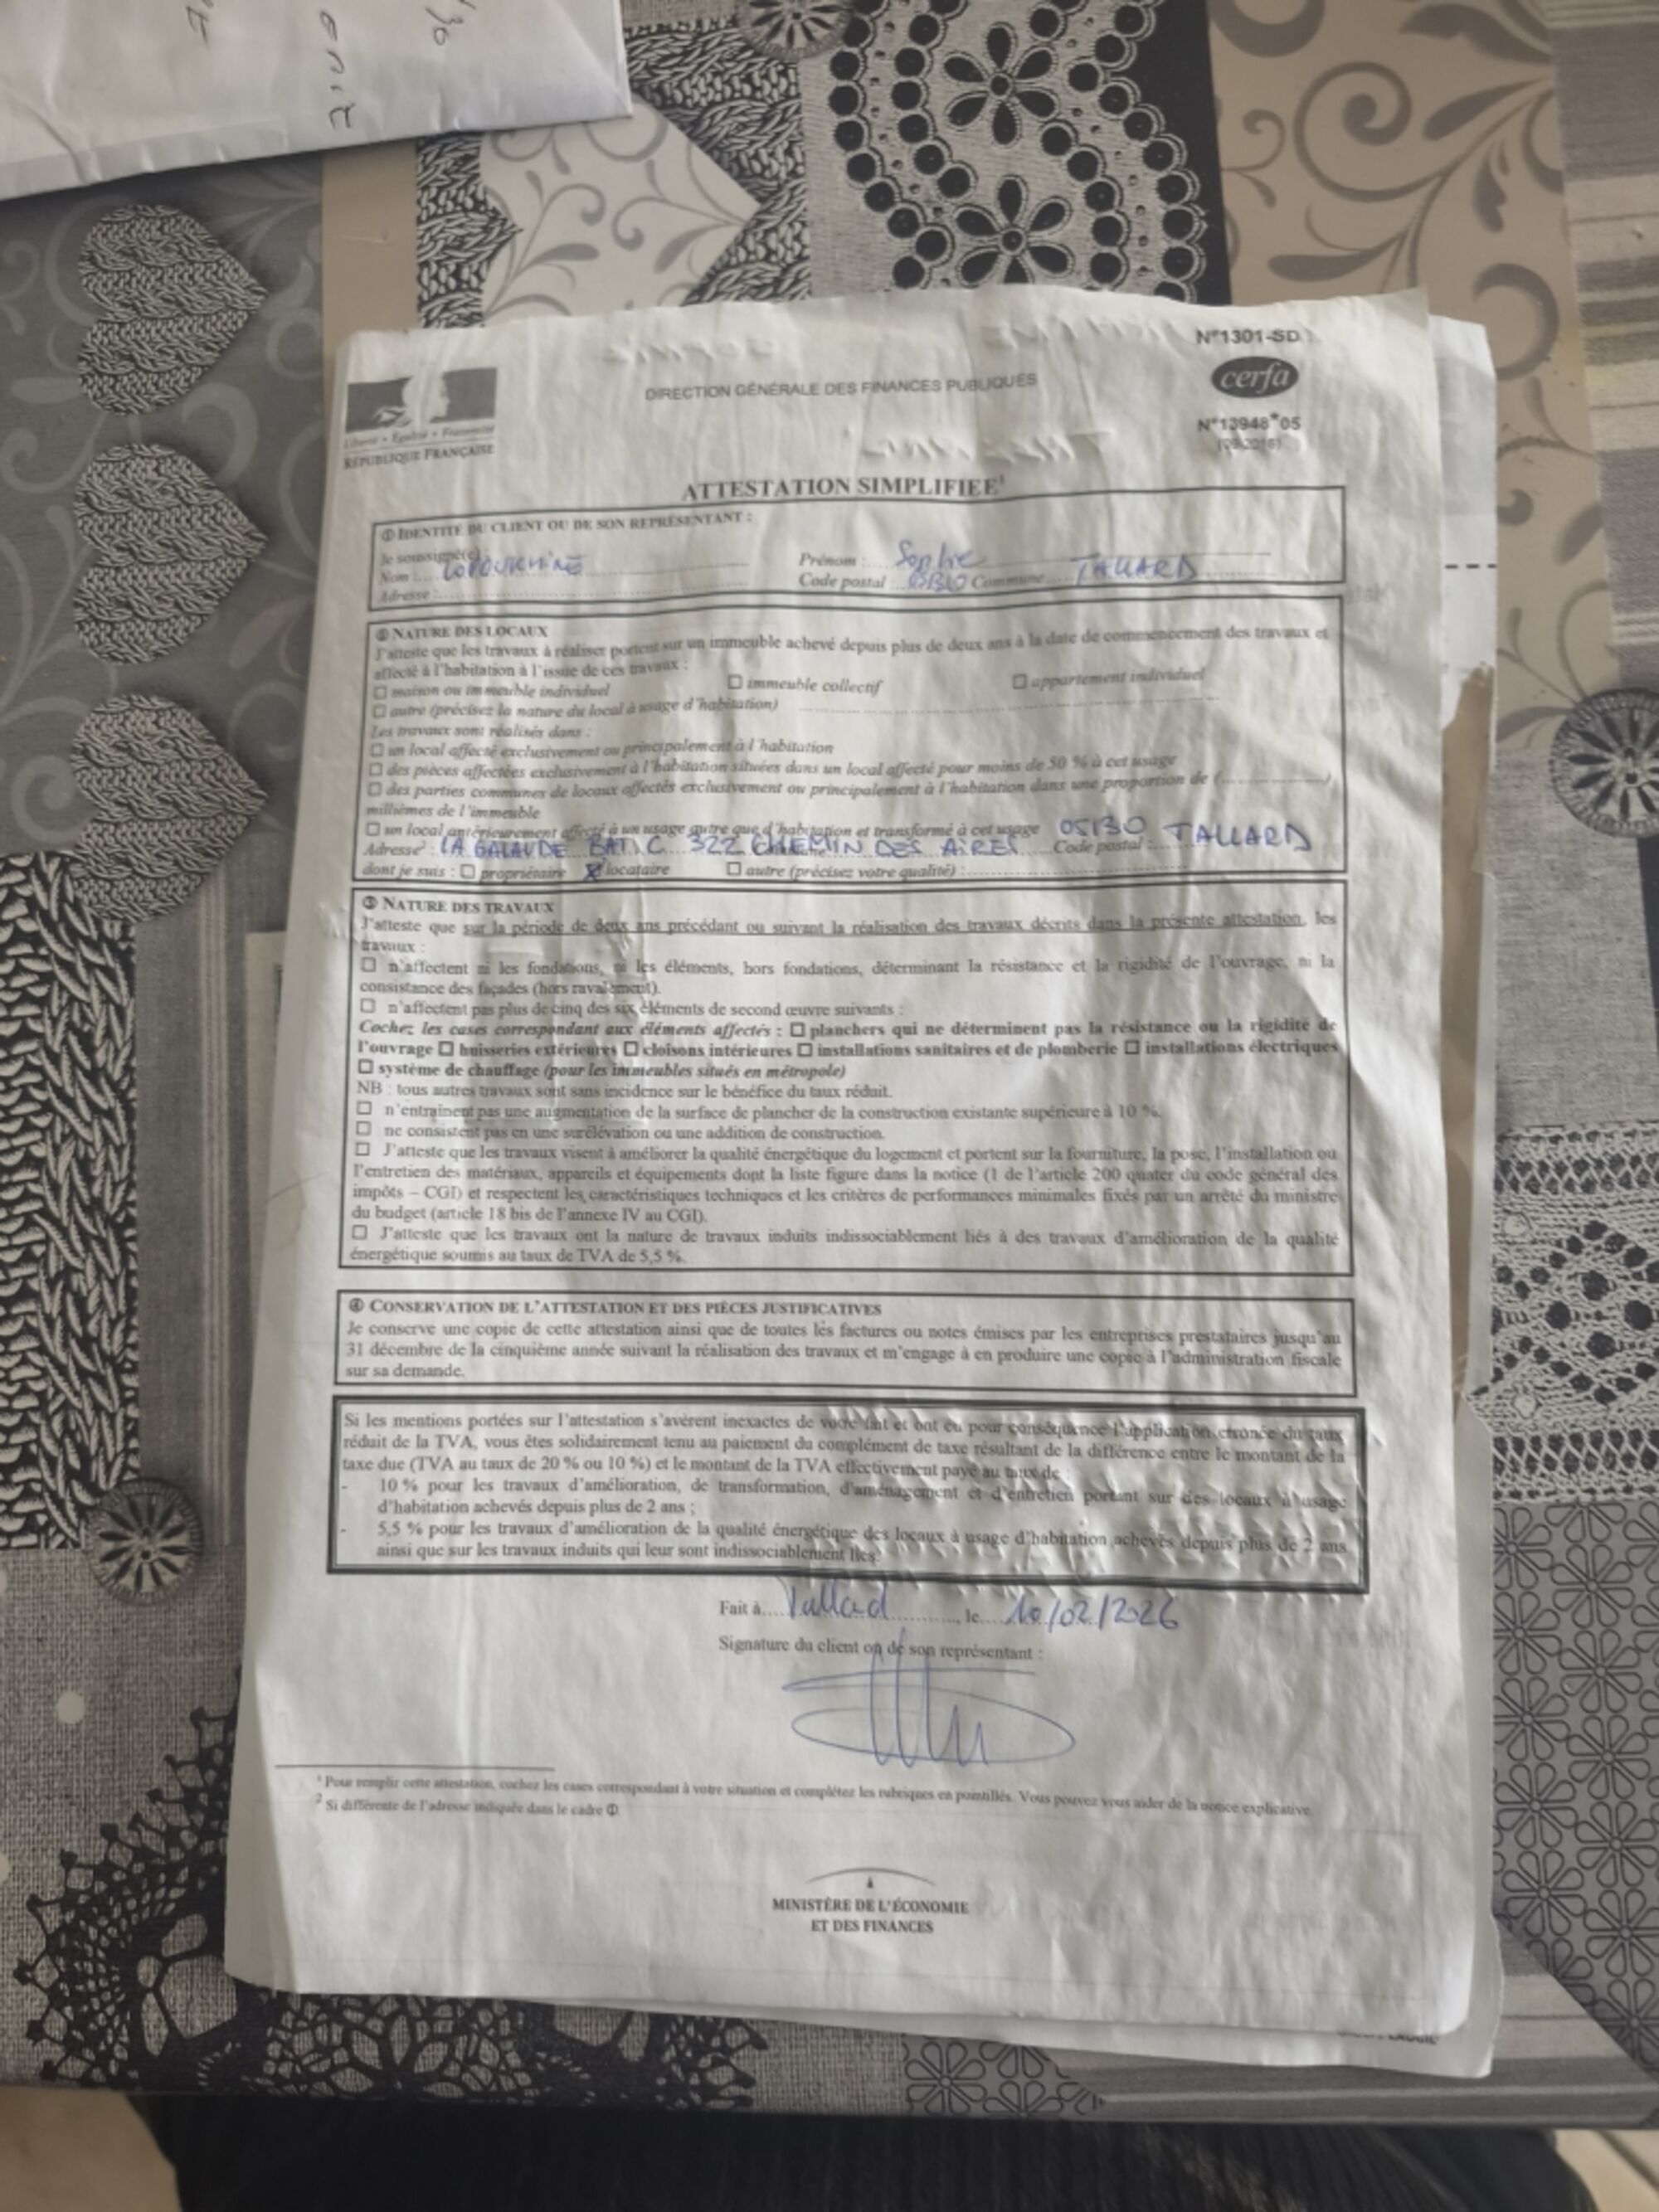 N°1301-SD
cerfa
DIRECTION GÉNÉRALE DES FINANCES PUBLIQUES
N°13948*05
Liberté • Égalité • Fraternité
RÉPUBLIQUE FRANÇAISE
ATTESTATION SIMPLIFIEE¹
① IDENTITE DU CLIENT OU DE SON REPRÉSENTANT :
Je soussigné(e) :
Nom : Prénom : Sophie
Adresse : Code postal 05130 Commune TALLARD
② NATURE DES LOCAUX
J'atteste que les travaux à réaliser portent sur un immeuble achevé depuis plus de deux ans à la date de commencement des travaux et
affecté à l'habitation à l'issue de ces travaux :
☐ maison ou immeuble individuel ☐ immeuble collectif ☐ appartement individuel
☐ autre (précisez la nature du local à usage d'habitation)
Les travaux sont réalisés dans :
☐ un local affecté exclusivement ou principalement à l'habitation
☐ des pièces affectées exclusivement à l'habitation situées dans un local affecté pour moins de 50 % à cet usage
☐ des parties communes de locaux affectés exclusivement ou principalement à l'habitation dans une proportion de (...............)
millièmes de l'immeuble
☐ un local antérieurement affecté à un usage autre que d'habitation et transformé à cet usage
Adresse² : LA GALAUDE BAT C 322 CHEMIN DES AIRES Code postal : 05130 TALLARD
dont je suis : ☐ propriétaire ☒ locataire ☐ autre (précisez votre qualité) :
③ NATURE DES TRAVAUX
J'atteste que sur la période de deux ans précédant ou suivant la réalisation des travaux décrits dans la présente attestation, les
travaux :
☐ n'affectent ni les fondations, ni les éléments, hors fondations, déterminant la résistance et la rigidité de l'ouvrage, ni la
consistance des façades (hors ravalement).
☐ n'affectent pas plus de cinq des six éléments de second œuvre suivants :
Cochez les cases correspondant aux éléments affectés : ☐ planchers qui ne déterminent pas la résistance ou la rigidité de
l'ouvrage ☐ huisseries extérieures ☐ cloisons intérieures ☐ installations sanitaires et de plomberie ☐ installations électriques
☐ système de chauffage (pour les immeubles situés en métropole)
NB : tous autres travaux sont sans incidence sur le bénéfice du taux réduit.
☐ n'entraînent pas une augmentation de la surface de plancher de la construction existante supérieure à 10 %.
☐ ne consistent pas en une surélévation ou une addition de construction.
☐ J'atteste que les travaux visent à améliorer la qualité énergétique du logement et portent sur la fourniture, la pose, l'installation ou
l'entretien des matériaux, appareils et équipements dont la liste figure dans la notice (1 de l'article 200 quater du code général des
impôts – CGI) et respectent les caractéristiques techniques et les critères de performances minimales fixés par un arrêté du ministre
du budget (article 18 bis de l'annexe IV au CGI).
☐ J'atteste que les travaux ont la nature de travaux induits indissociablement liés à des travaux d'amélioration de la qualité
énergétique soumis au taux de TVA de 5,5 %.
④ CONSERVATION DE L'ATTESTATION ET DES PIÈCES JUSTIFICATIVES
Je conserve une copie de cette attestation ainsi que de toutes les factures ou notes émises par les entreprises prestataires jusqu'au
31 décembre de la cinquième année suivant la réalisation des travaux et m'engage à en produire une copie à l'administration fiscale
sur sa demande.
Si les mentions portées sur l'attestation s'avèrent inexactes de votre fait et ont eu pour conséquence l'application erronée du taux
réduit de la TVA, vous êtes solidairement tenu au paiement du complément de taxe résultant de la différence entre le montant de la
taxe due (TVA au taux de 20 % ou 10 %) et le montant de la TVA effectivement payé au taux de :
- 10 % pour les travaux d'amélioration, de transformation, d'aménagement et d'entretien portant sur des locaux à usage
d'habitation achevés depuis plus de 2 ans ;
- 5,5 % pour les travaux d'amélioration de la qualité énergétique des locaux à usage d'habitation achevés depuis plus de 2 ans
ainsi que sur les travaux induits qui leur sont indissociablement liés.
Fait à Tallard, le 10/02/2026
Signature du client ou de son représentant :
¹ Pour remplir cette attestation, cochez les cases correspondant à votre situation et complétez les rubriques en pointillés. Vous pouvez vous aider de la notice explicative.
² Si différente de l'adresse indiquée dans le cadre ①.
MINISTÈRE DE L'ÉCONOMIE
ET DES FINANCES